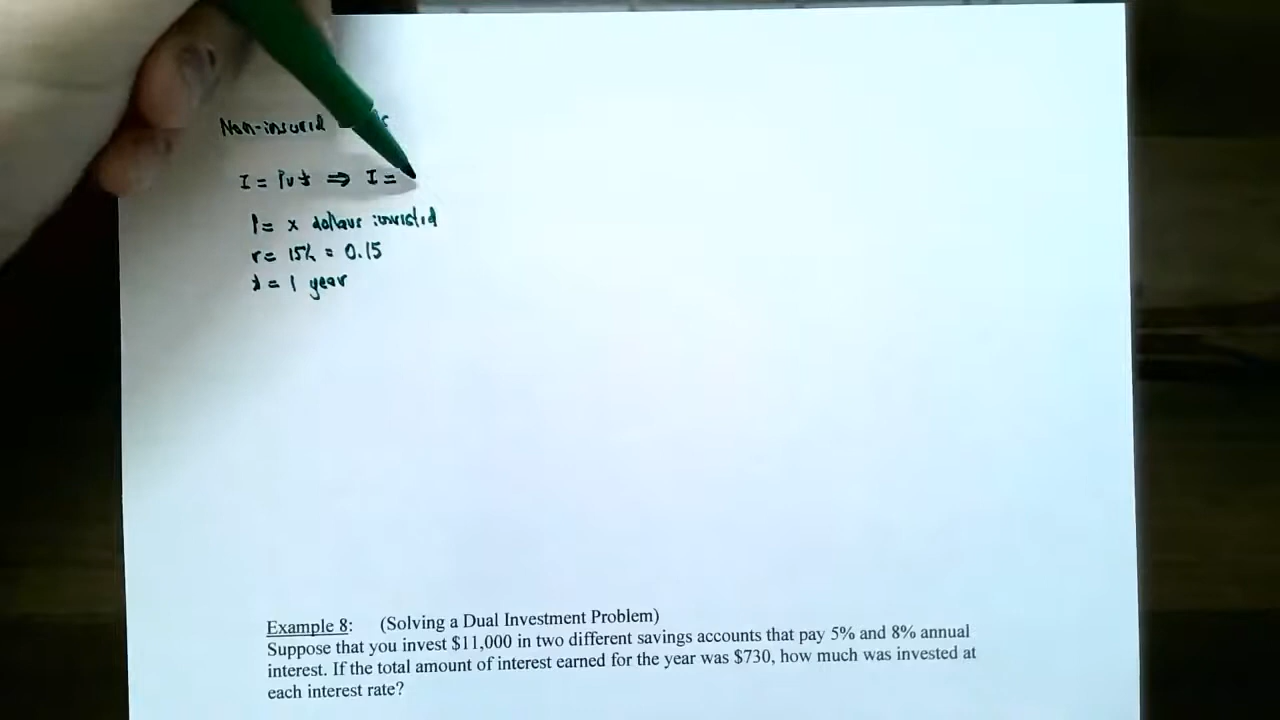 Non-insured
I = Prt ⇒ I =
P = x dollars invested
r = 15% = 0.15
t = 1 year
Example 8: (Solving a Dual Investment Problem)
Suppose that you invest $11,000 in two different savings accounts that pay 5% and 8% annual
interest. If the total amount of interest earned for the year was $730, how much was invested at
each interest rate?